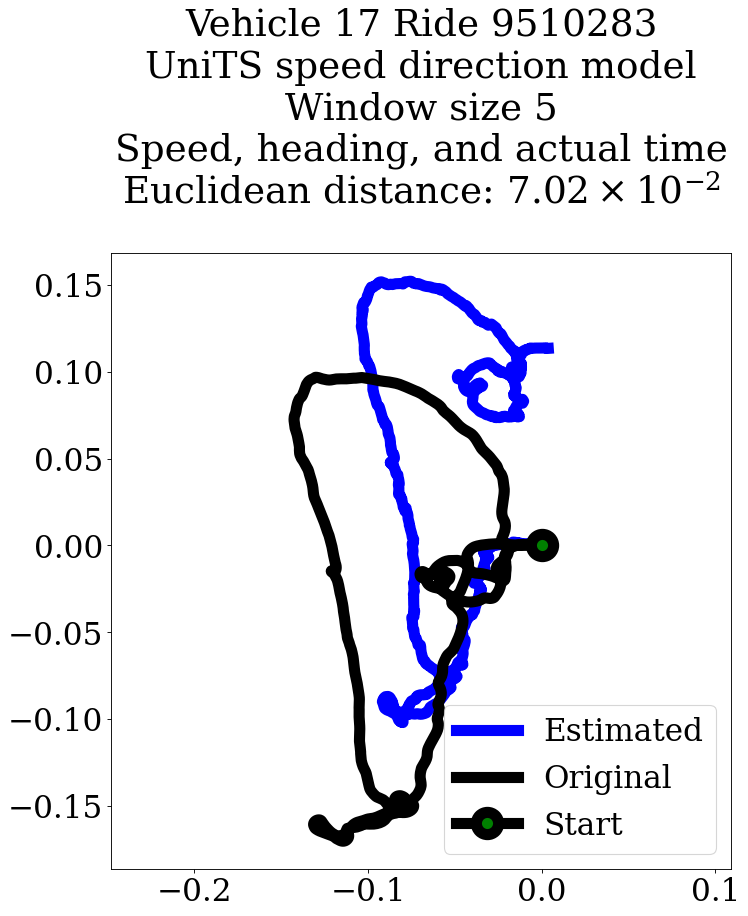 Vehicle 17 Ride 9510283
UniTS speed direction model
Window size 5
Speed, heading, and actual time
Euclidean distance: 7.02 × 10⁻²
0.15
0.10
0.05
0.00
−0.05
−0.10
−0.15
−0.2
−0.1
0.0
0.1
Estimated
Original
Start